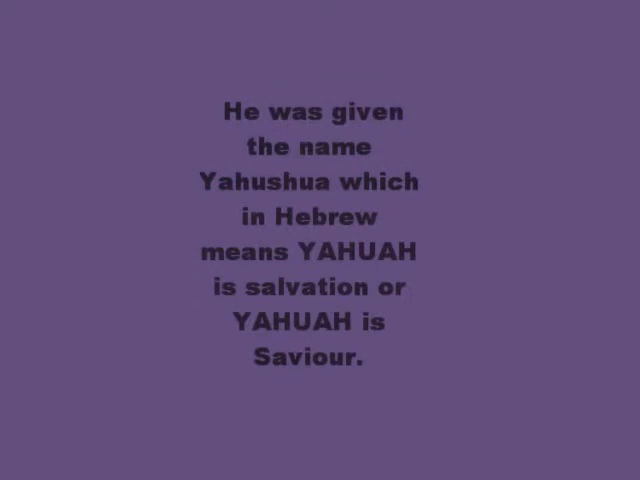 He was given
the name
Yahushua which
in Hebrew
means YAHUAH
is salvation or
YAHUAH is
Saviour.